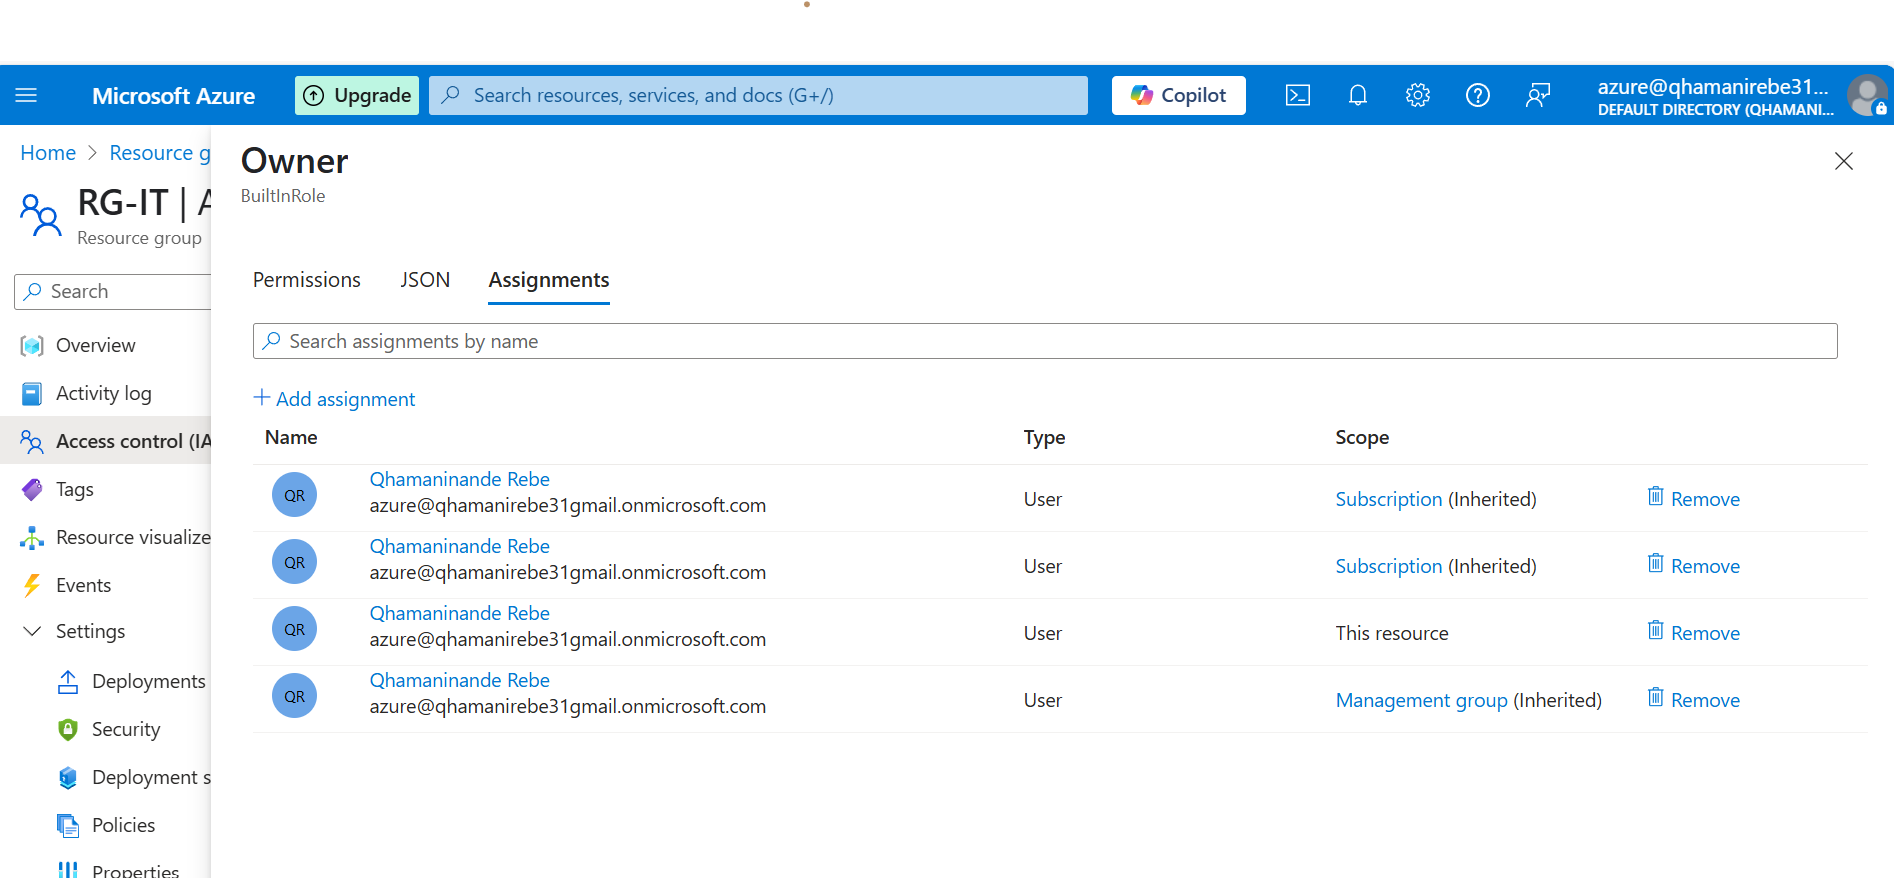 Microsoft Azure
Upgrade
Search resources, services, and docs (G+/)
Copilot
azure@qhamanirebe31...
DEFAULT DIRECTORY (QHAMANI...
Home > Resource g
RG-IT | A
Resource group
Search
Overview
Activity log
Access control (IA
Tags
Resource visualize
Events
Settings
Deployments
Security
Deployment s
Policies
Properties
Owner
BuiltInRole
Permissions JSON Assignments
Search assignments by name
+ Add assignment
Name Type Scope
QR Qhamaninande Rebe
azure@qhamanirebe31gmail.onmicrosoft.com User Subscription (Inherited) Remove
QR Qhamaninande Rebe
azure@qhamanirebe31gmail.onmicrosoft.com User Subscription (Inherited) Remove
QR Qhamaninande Rebe
azure@qhamanirebe31gmail.onmicrosoft.com User This resource Remove
QR Qhamaninande Rebe
azure@qhamanirebe31gmail.onmicrosoft.com User Management group (Inherited) Remove